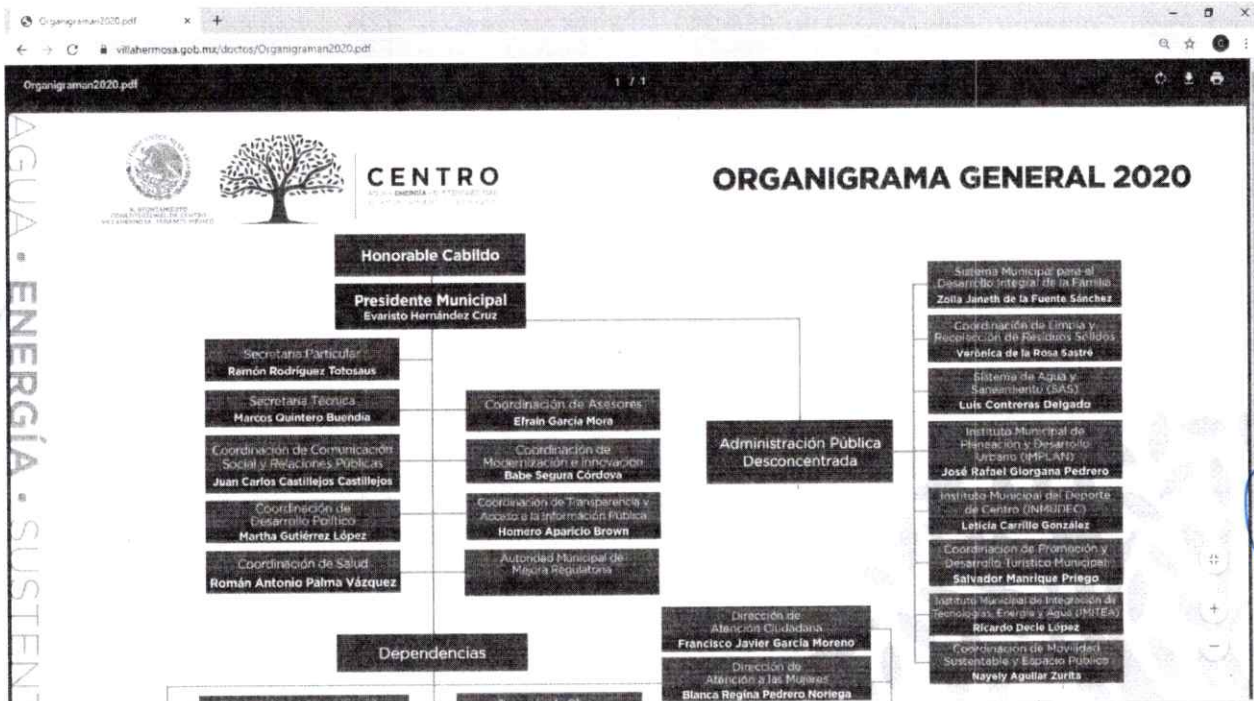 Organigraman2020.pdf
villahermosa.gob.mx/doctos/Organigraman2020.pdf
Organigraman2020.pdf
1 / 1
AGUA • ENERGÍA • SUSTENT
H. AYUNTAMIENTO
CONSTITUCIONAL DE CENTRO
VILLAHERMOSA, TABASCO, MÉXICO
CENTRO
ORGANIGRAMA GENERAL 2020
Honorable Cabildo
Presidente Municipal
Evaristo Hernández Cruz
Secretaría Particular
Ramón Rodríguez Totosaus
Secretaría Técnica
Marcos Quintero Buendía
Coordinación de Comunicación
Social y Relaciones Públicas
Juan Carlos Castillejos Castillejos
Coordinación de
Desarrollo Político
Martha Gutiérrez López
Coordinación de Salud
Román Antonio Palma Vázquez
Coordinación de Asesores
Efraín García Mora
Coordinación de
Modernización e Innovación
Babe Segura Córdova
Coordinación de Transparencia y
Acceso a la Información Pública
Homero Aparicio Brown
Autoridad Municipal de
Mejora Regulatoria
Administración Pública
Desconcentrada
Sistema Municipal para el
Desarrollo Integral de la Familia
Zoila Janeth de la Fuente Sánchez
Coordinación de Limpia y
Recolección de Residuos Sólidos
Verónica de la Rosa Sastré
Sistema de Agua y
Saneamiento (SAS)
Luis Contreras Delgado
Instituto Municipal de
Planeación y Desarrollo
Urbano (IMPLAN)
José Rafael Giorgana Pedrero
Instituto Municipal del Deporte
de Centro (INMUDEC)
Leticia Carrillo González
Coordinación de Promoción y
Desarrollo Turístico Municipal
Salvador Manrique Priego
Instituto Municipal de Integración de
Tecnologías, Energía y Agua (IMITEA)
Ricardo Decle López
Coordinación de Movilidad
Sustentable y Espacio Público
Nayely Aguilar Zurita
Dependencias
Dirección de
Atención Ciudadana
Francisco Javier García Moreno
Dirección de
Atención a las Mujeres
Blanca Regina Pedrero Noriega